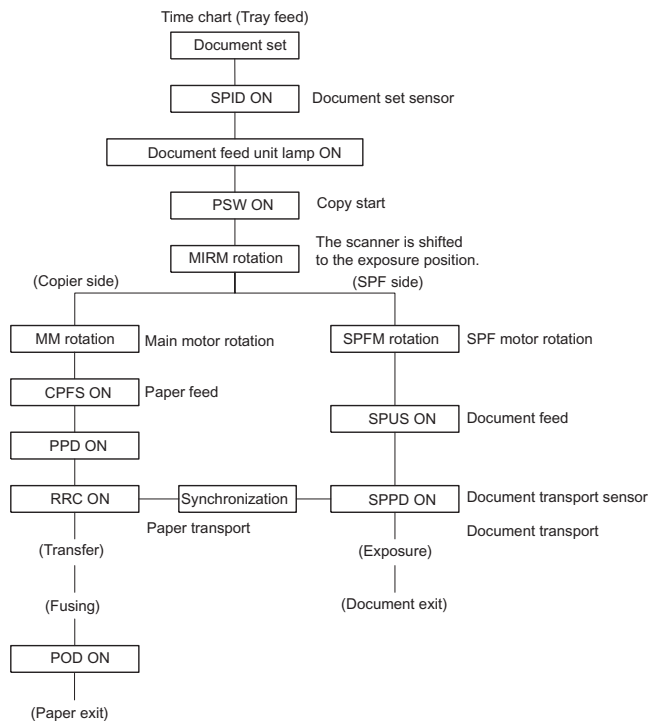 Time chart (Tray feed)
Document set
SPID ON
Document set sensor
Document feed unit lamp ON
PSW ON
Copy start
MIRM rotation
The scanner is shifted
to the exposure position.
(Copier side)
(SPF side)
MM rotation
Main motor rotation
SPFM rotation
SPF motor rotation
CPFS ON
Paper feed
SPUS ON
Document feed
PPD ON
RRC ON
Synchronization
SPPD ON
Document transport sensor
Paper transport
Document transport
(Transfer)
(Exposure)
(Fusing)
(Document exit)
POD ON
(Paper exit)